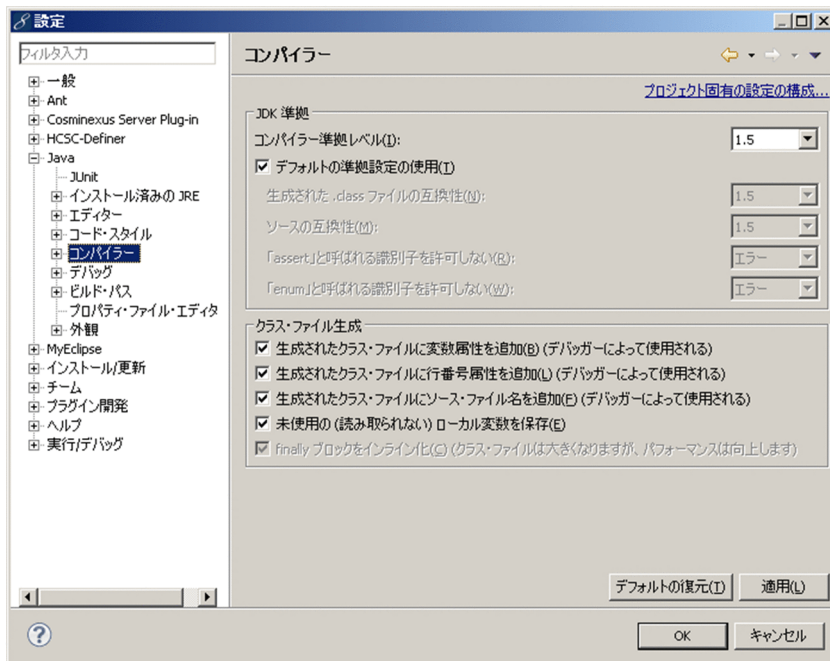 設定
フィルタ入力
コンパイラー
一般
Ant
Cosminexus Server Plug-in
HCSC-Definer
Java
JUnit
インストール済みの JRE
エディター
コード・スタイル
コンパイラー
デバッグ
ビルド・パス
プロパティ・ファイル・エディタ
外観
MyEclipse
インストール/更新
チーム
プラグイン開発
ヘルプ
実行/デバッグ
プロジェクト固有の設定の構成...
JDK 準拠
コンパイラー準拠レベル(I): 1.5
デフォルトの準拠設定の使用(T)
生成された .class ファイルの互換性(N): 1.5
ソースの互換性(M): 1.5
「assert」と呼ばれる識別子を許可しない(R): エラー
「enum」と呼ばれる識別子を許可しない(W): エラー
クラス・ファイル生成
生成されたクラス・ファイルに変数属性を追加(B) (デバッガーによって使用される)
生成されたクラス・ファイルに行番号属性を追加(L) (デバッガーによって使用される)
生成されたクラス・ファイルにソース・ファイル名を追加(F) (デバッガーによって使用される)
未使用の (読み取られない) ローカル変数を保存(E)
finally ブロックをインライン化(C) (クラス・ファイルは大きくなりますが、パフォーマンスは向上します)
デフォルトの復元(T) 適用(L)
OK キャンセル